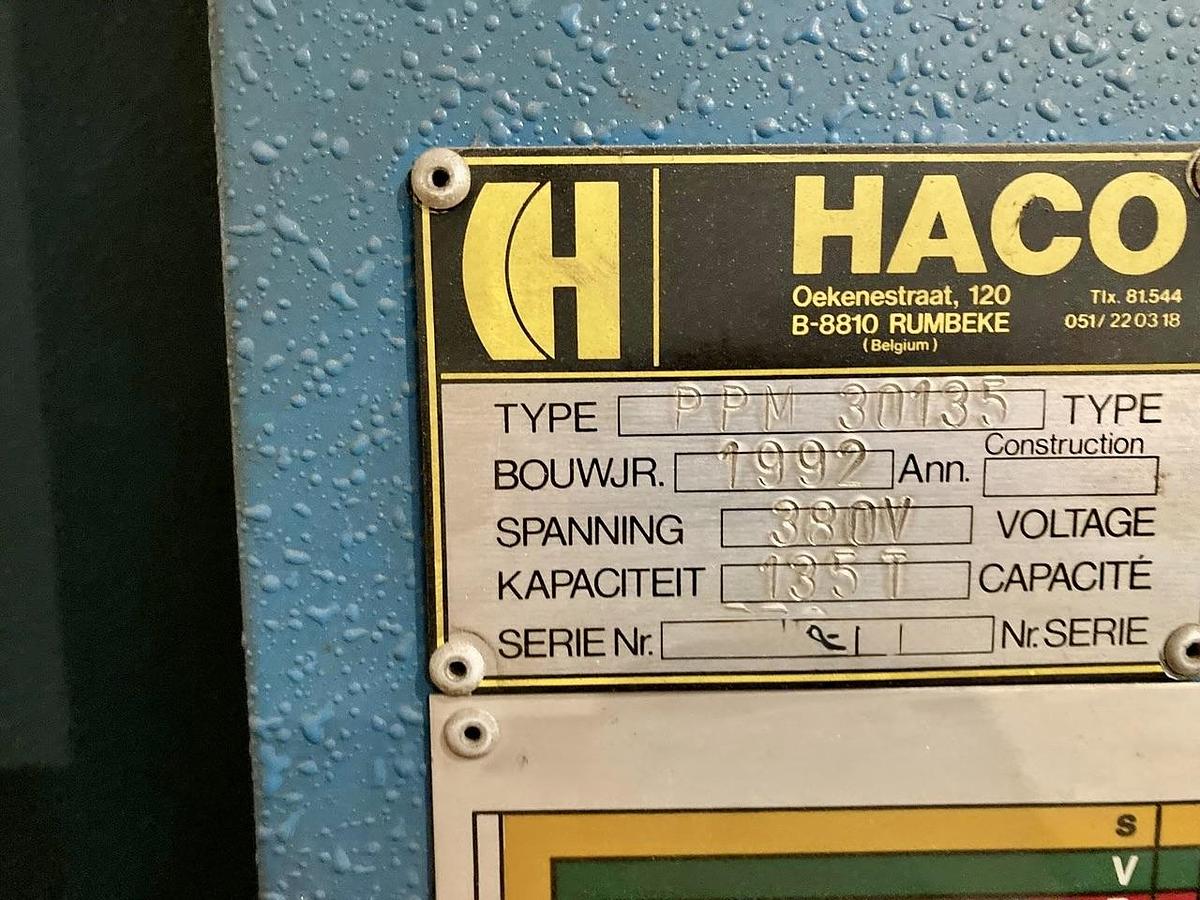 HACO
Oekenestraat, 120 Tlx. 81.544
B-8810 RUMBEKE 051/ 22 03 18
(Belgium)
TYPE PPM 30135 TYPE
BOUWJR. 1992 Ann. Construction
SPANNING 380V VOLTAGE
KAPACITEIT 135T CAPACITÉ
SERIE Nr. Nr. SERIE
S
V